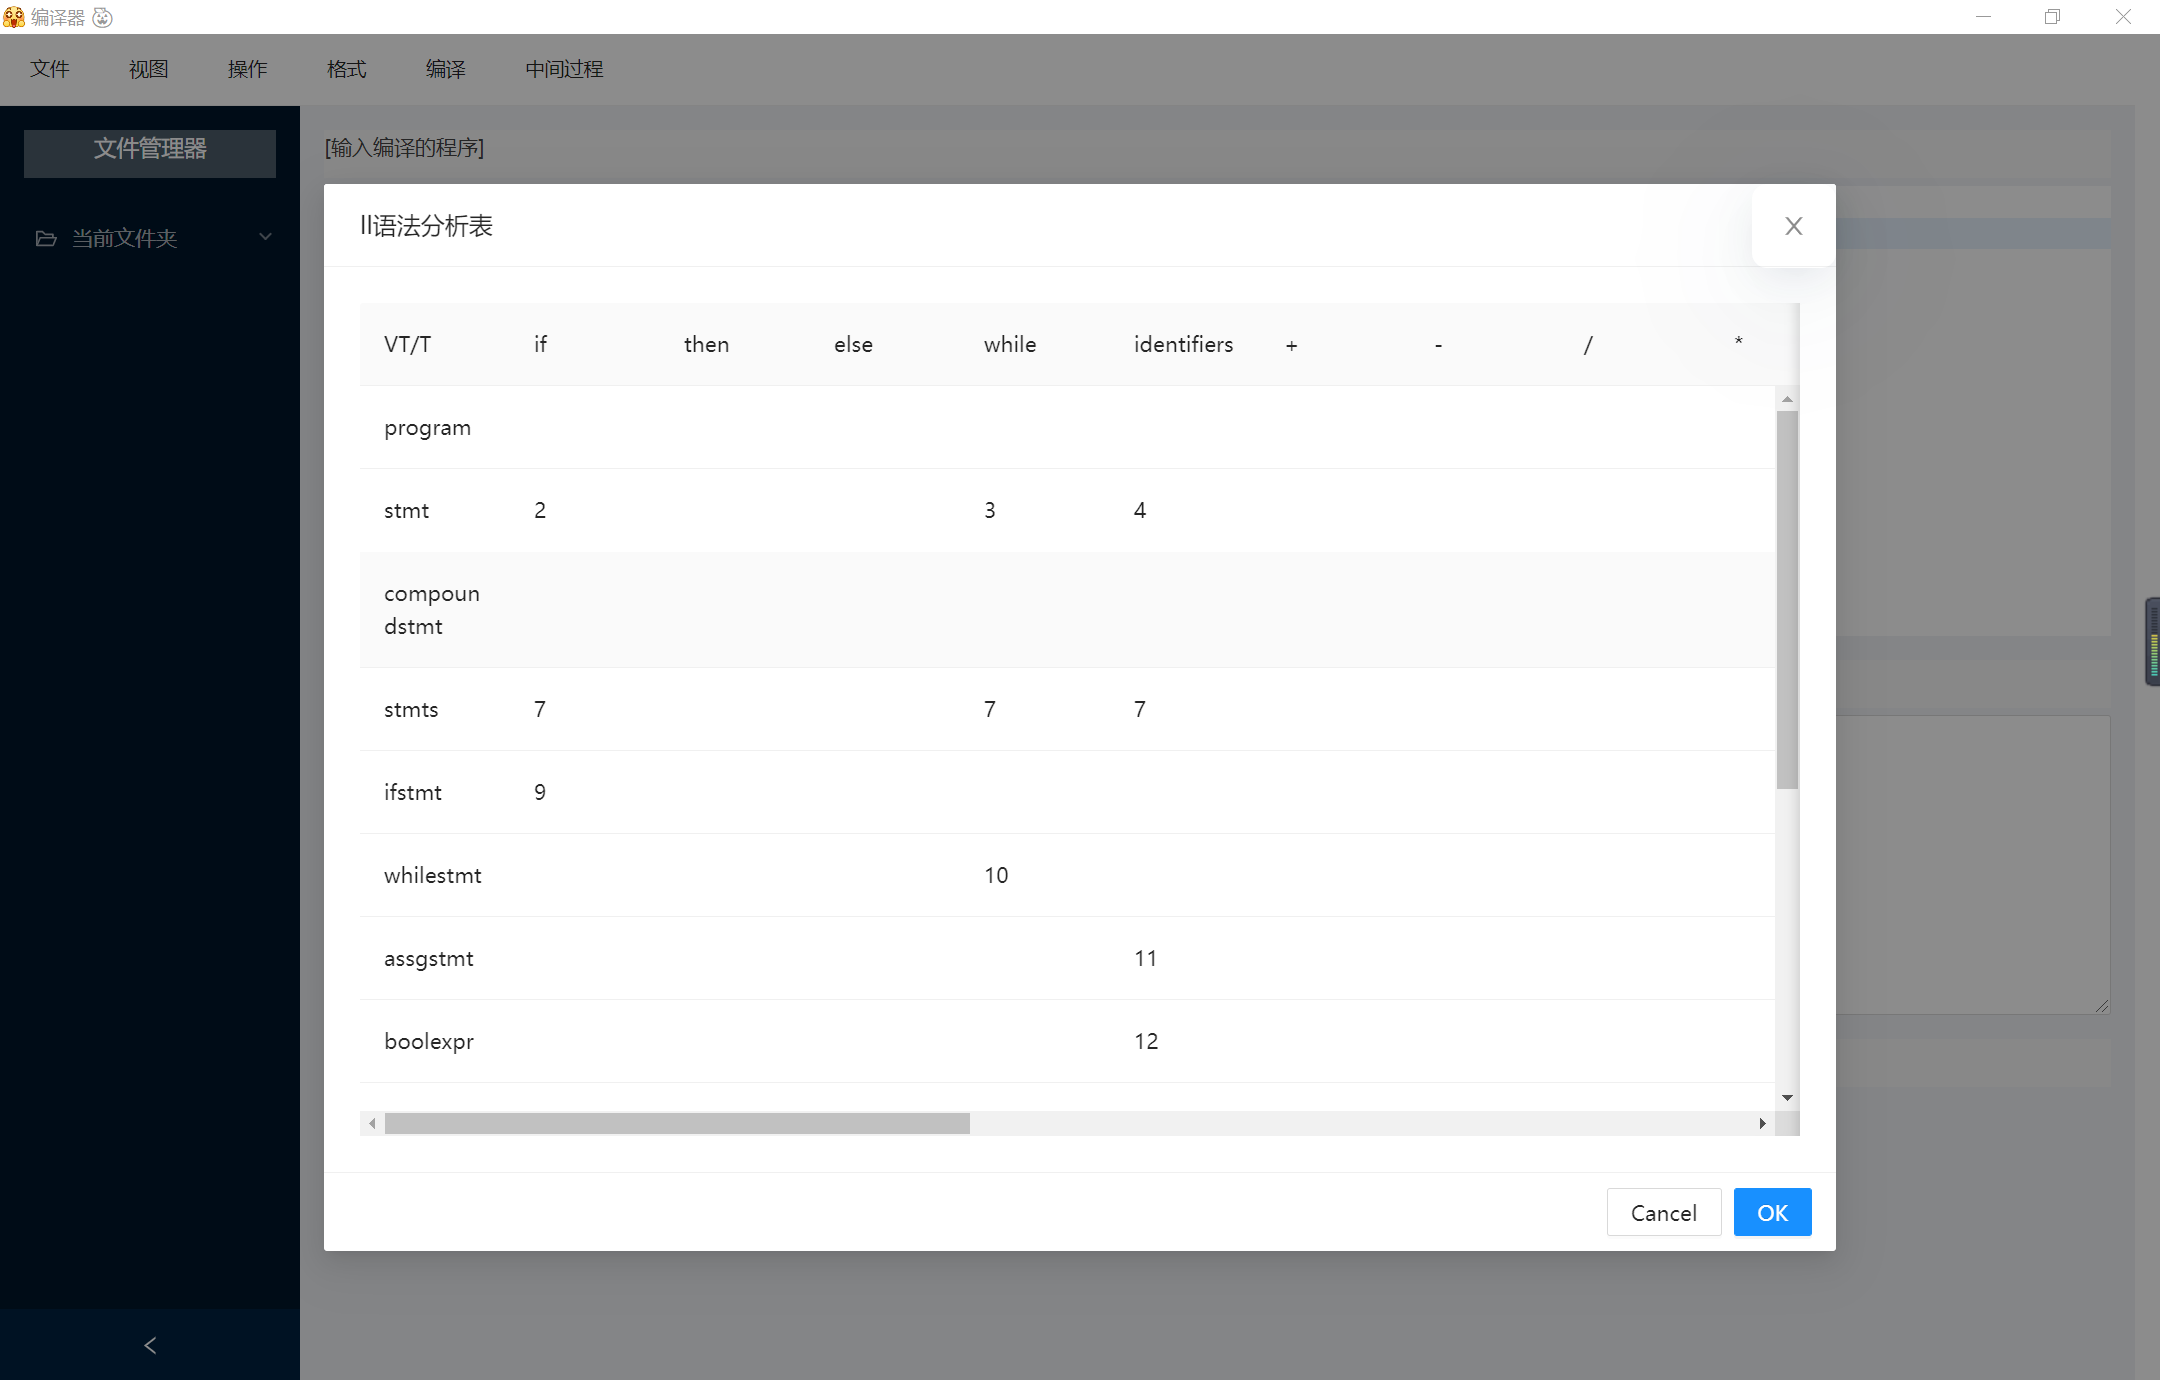 编译器
文件 视图 操作 格式 编译 中间过程
文件管理器
当前文件夹
[输入编译的程序]
ll语法分析表
VT/T if then else while identifiers + - / *
program
stmt 2 3 4
compoun
dstmt
stmts 7 7 7
ifstmt 9
whilestmt 10
assgstmt 11
boolexpr 12
Cancel OK